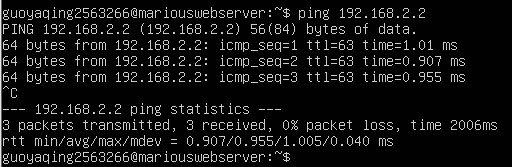 guoyaqing2563266@mariouswebserver:~$ ping 192.168.2.2
PING 192.168.2.2 (192.168.2.2) 56(84) bytes of data.
64 bytes from 192.168.2.2: icmp_seq=1 ttl=63 time=1.01 ms
64 bytes from 192.168.2.2: icmp_seq=2 ttl=63 time=0.907 ms
64 bytes from 192.168.2.2: icmp_seq=3 ttl=63 time=0.955 ms
^C
--- 192.168.2.2 ping statistics ---
3 packets transmitted, 3 received, 0% packet loss, time 2006ms
rtt min/avg/max/mdev = 0.907/0.955/1.005/0.040 ms
guoyaqing2563266@mariouswebserver:~$